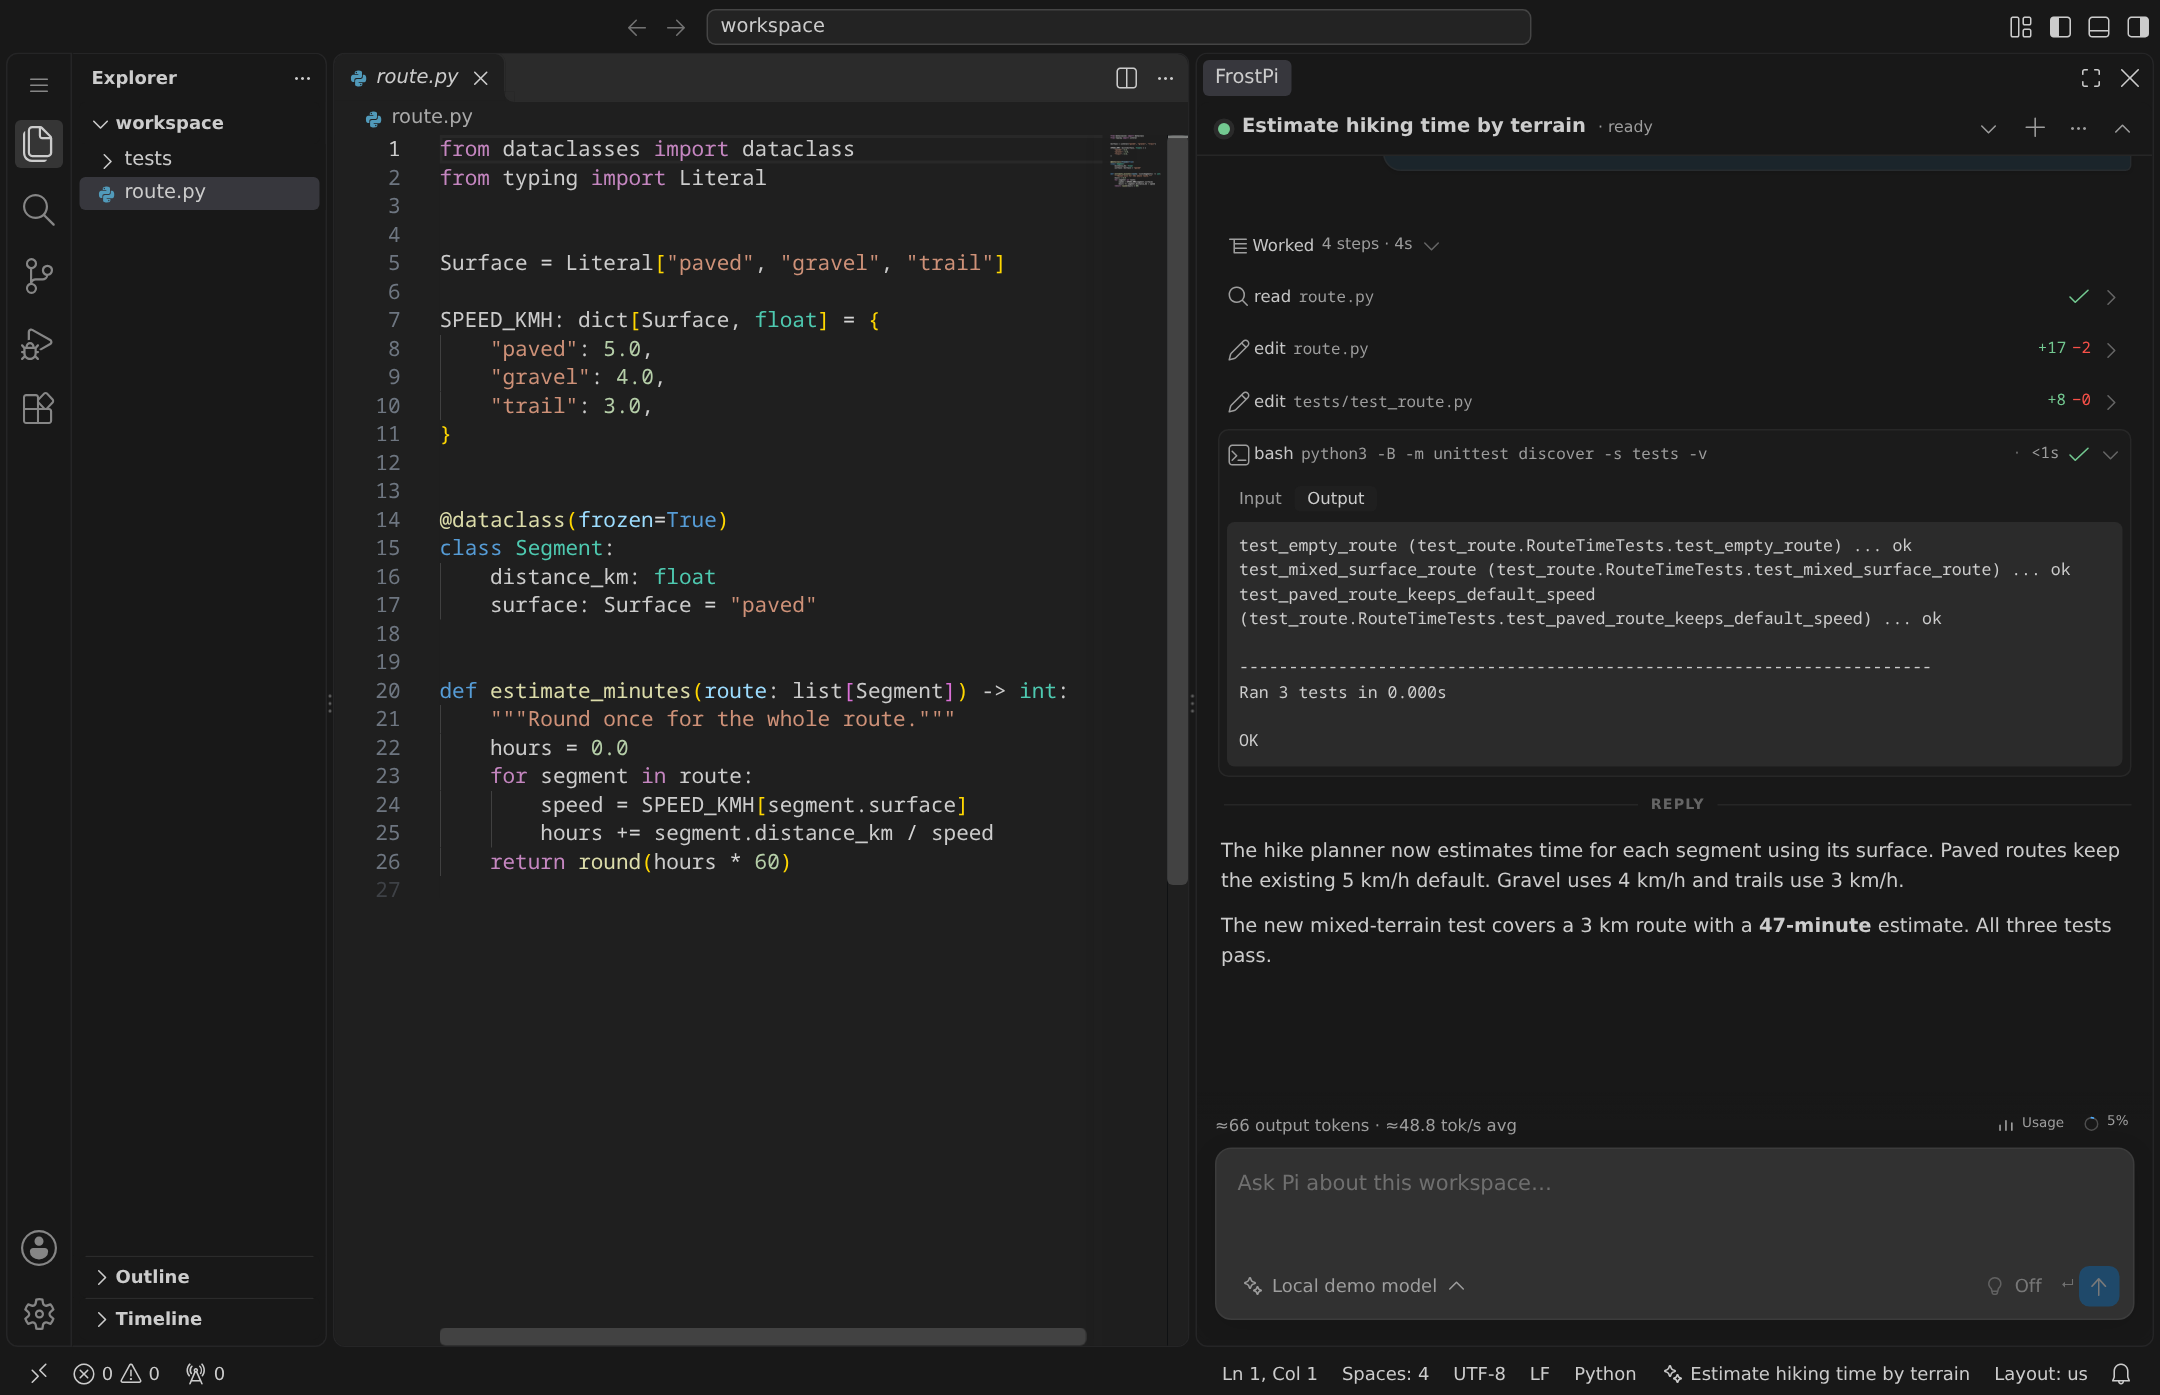 workspace
Explorer
workspace
tests
route.py
Outline
Timeline
route.py
route.py
1 from dataclasses import dataclass
2 from typing import Literal
3
4
5 Surface = Literal["paved", "gravel", "trail"]
6
7 SPEED_KMH: dict[Surface, float] = {
8 "paved": 5.0,
9 "gravel": 4.0,
10 "trail": 3.0,
11 }
12
13
14 @dataclass(frozen=True)
15 class Segment:
16 distance_km: float
17 surface: Surface = "paved"
18
19
20 def estimate_minutes(route: list[Segment]) -> int:
21 """Round once for the whole route."""
22 hours = 0.0
23 for segment in route:
24 speed = SPEED_KMH[segment.surface]
25 hours += segment.distance_km / speed
26 return round(hours * 60)
27
FrostPi
Estimate hiking time by terrain · ready
Worked 4 steps · 4s
read route.py
edit route.py +17 −2
edit tests/test_route.py +8 −0
bash python3 -B -m unittest discover -s tests -v · <1s
Input Output
test_empty_route (test_route.RouteTimeTests.test_empty_route) ... ok
test_mixed_surface_route (test_route.RouteTimeTests.test_mixed_surface_route) ... ok
test_paved_route_keeps_default_speed
(test_route.RouteTimeTests.test_paved_route_keeps_default_speed) ... ok
----------------------------------------------------------------------
Ran 3 tests in 0.000s
OK
REPLY
The hike planner now estimates time for each segment using its surface. Paved routes keep
the existing 5 km/h default. Gravel uses 4 km/h and trails use 3 km/h.
The new mixed-terrain test covers a 3 km route with a 47-minute estimate. All three tests
pass.
≈66 output tokens · ≈48.8 tok/s avg
Usage 5%
Ask Pi about this workspace...
Local demo model
Off
0 0 0
Ln 1, Col 1 Spaces: 4 UTF-8 LF Python Estimate hiking time by terrain Layout: us